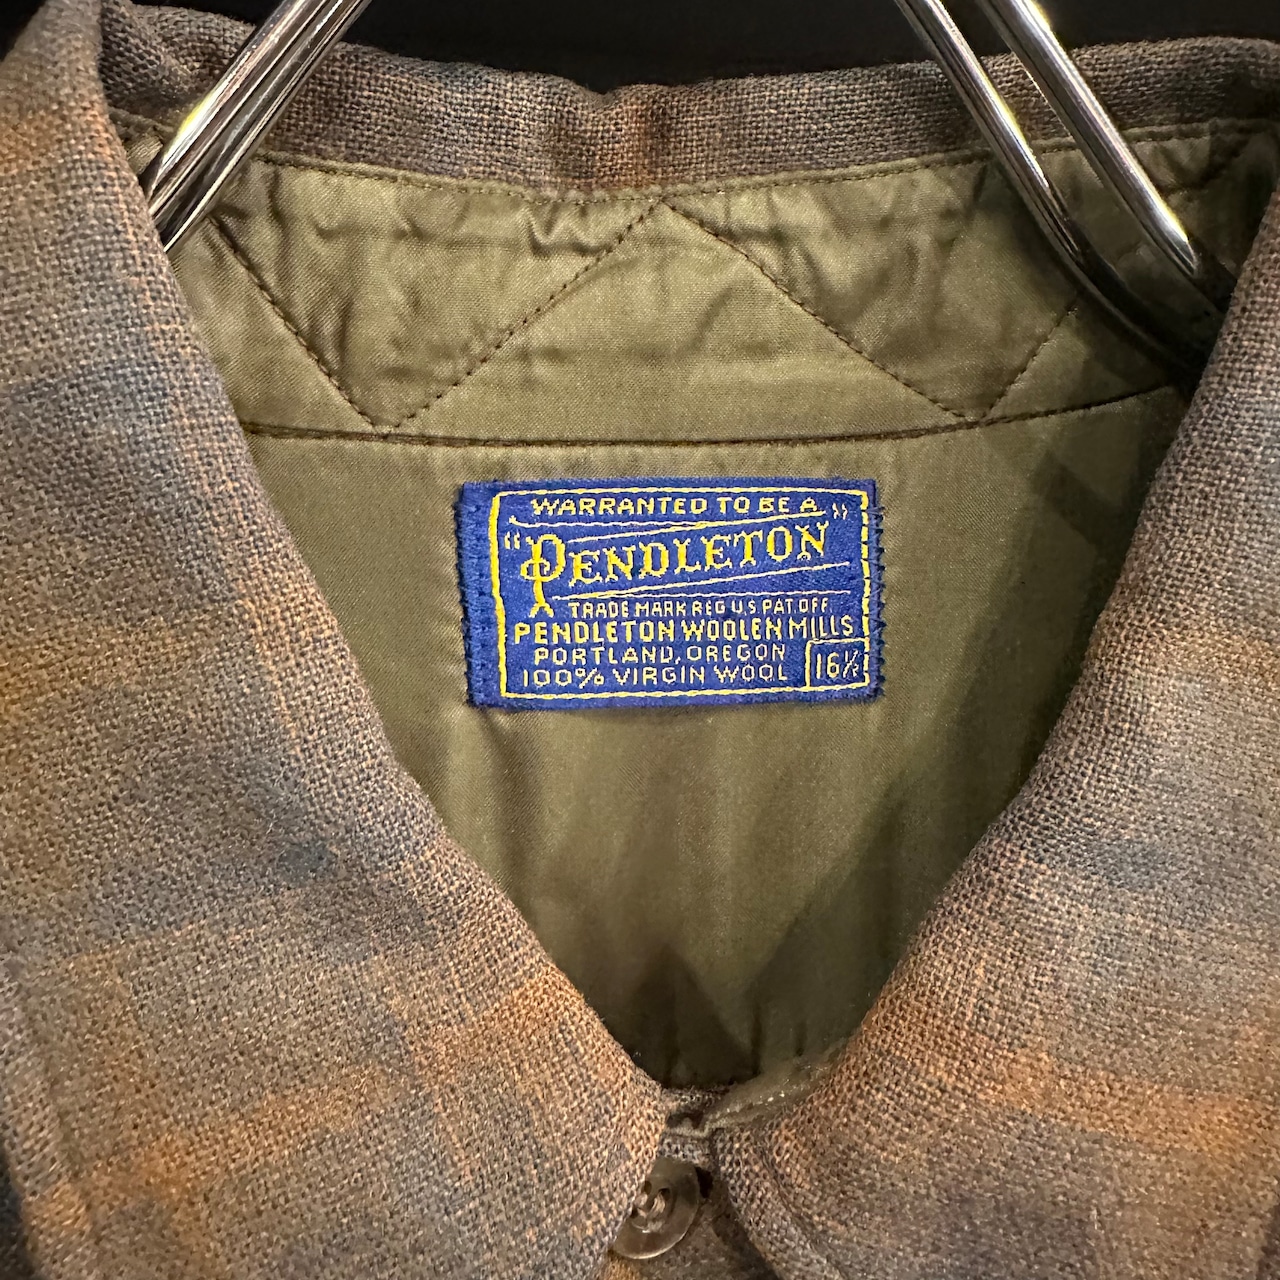 WARRANTED TO BE A
"PENDLETON"
TRADE MARK REG U.S. PAT. OFF.
PENDLETON WOOLEN MILLS
PORTLAND, OREGON
100% VIRGIN WOOL
16½